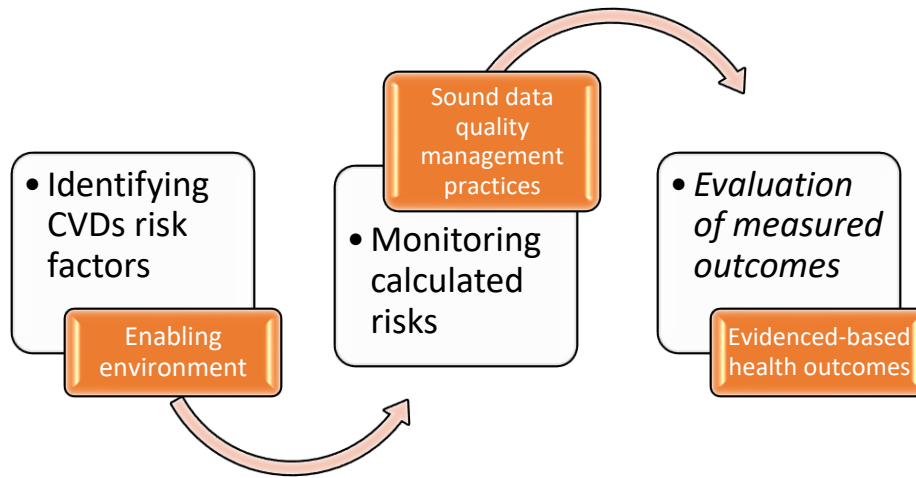 • Identifying
CVDs risk
factors
Enabling
environment
Sound data
quality
management
practices
• Monitoring
calculated
risks
• Evaluation
of measured
outcomes
Evidenced-based
health outcomes